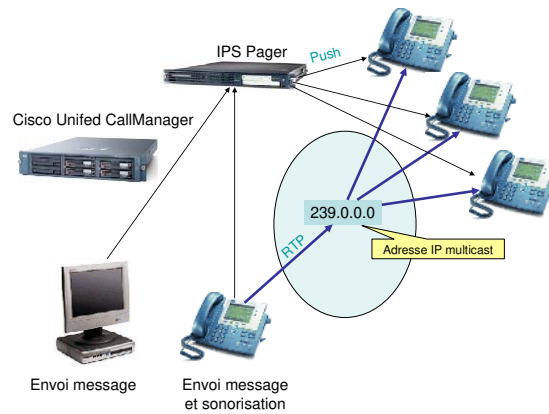 IPS Pager
Push
Cisco Unifed CallManager
239.0.0.0
RTP
Adresse IP multicast
Envoi message
Envoi message
et sonorisation